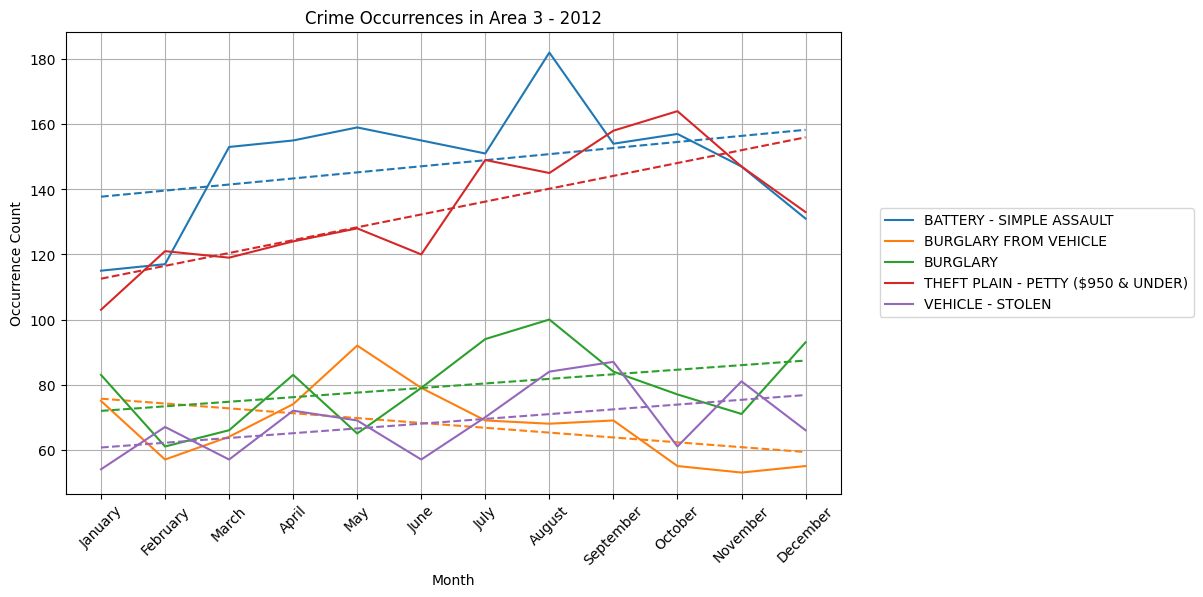 Crime Occurrences in Area 3 - 2012
Occurrence Count
180
160
140
120
100
80
60
January
February
March
April
May
June
July
August
September
October
November
December
Month
BATTERY - SIMPLE ASSAULT
BURGLARY FROM VEHICLE
BURGLARY
THEFT PLAIN - PETTY ($950 & UNDER)
VEHICLE - STOLEN